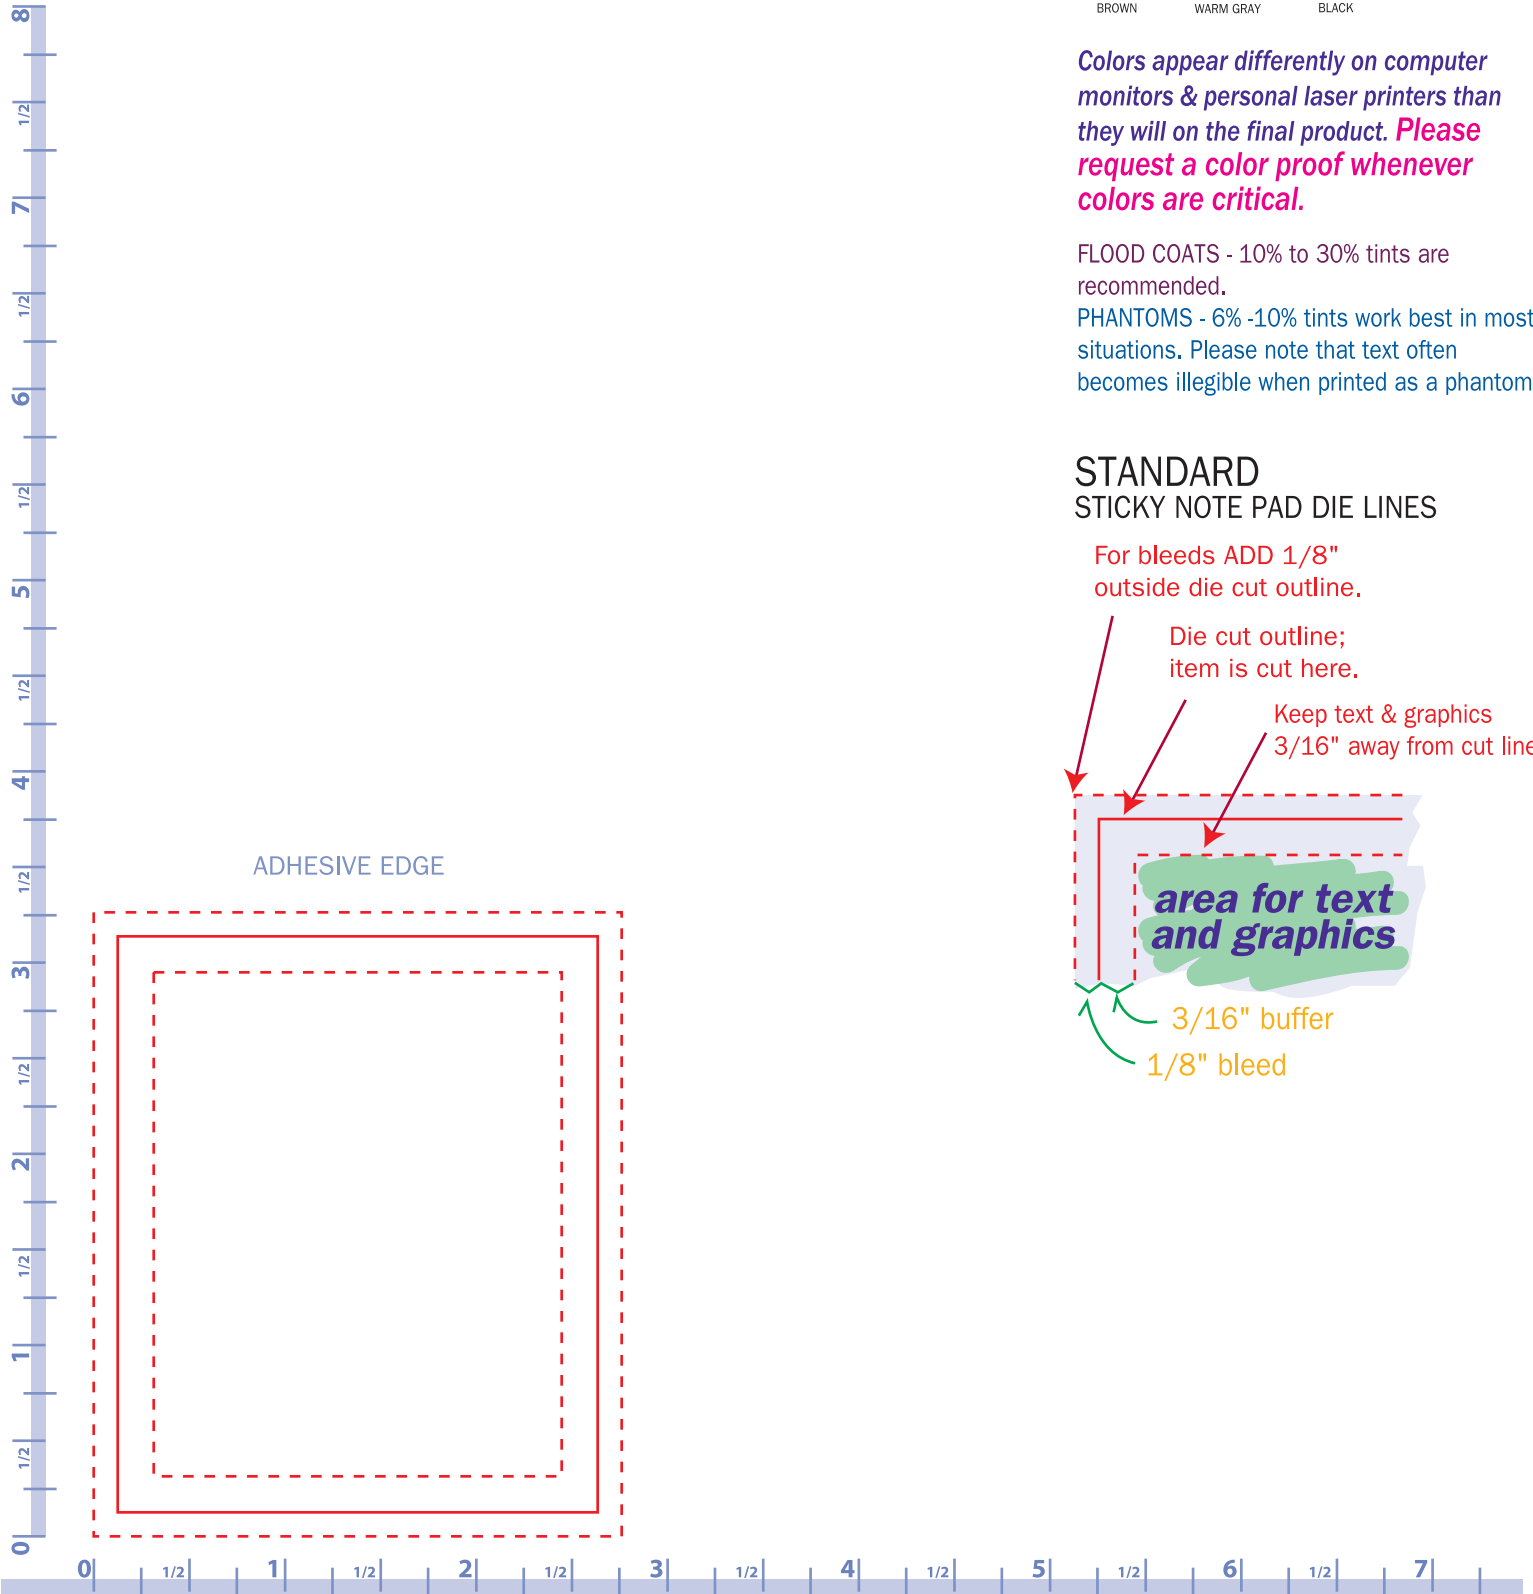 BROWN WARM GRAY BLACK
Colors appear differently on computer
monitors & personal laser printers than
they will on the final product. Please
request a color proof whenever
colors are critical.
FLOOD COATS - 10% to 30% tints are
recommended.
PHANTOMS - 6% -10% tints work best in most
situations. Please note that text often
becomes illegible when printed as a phantom
STANDARD
STICKY NOTE PAD DIE LINES
For bleeds ADD 1/8"
outside die cut outline.
Die cut outline;
item is cut here.
Keep text & graphics
3/16" away from cut line
area for text
and graphics
3/16" buffer
1/8" bleed
ADHESIVE EDGE
8
1/2
7
1/2
6
1/2
5
1/2
4
1/2
3
1/2
2
1/2
1
1/2
0
0 1/2 1 1/2 2 1/2 3 1/2 4 1/2 5 1/2 6 1/2 7